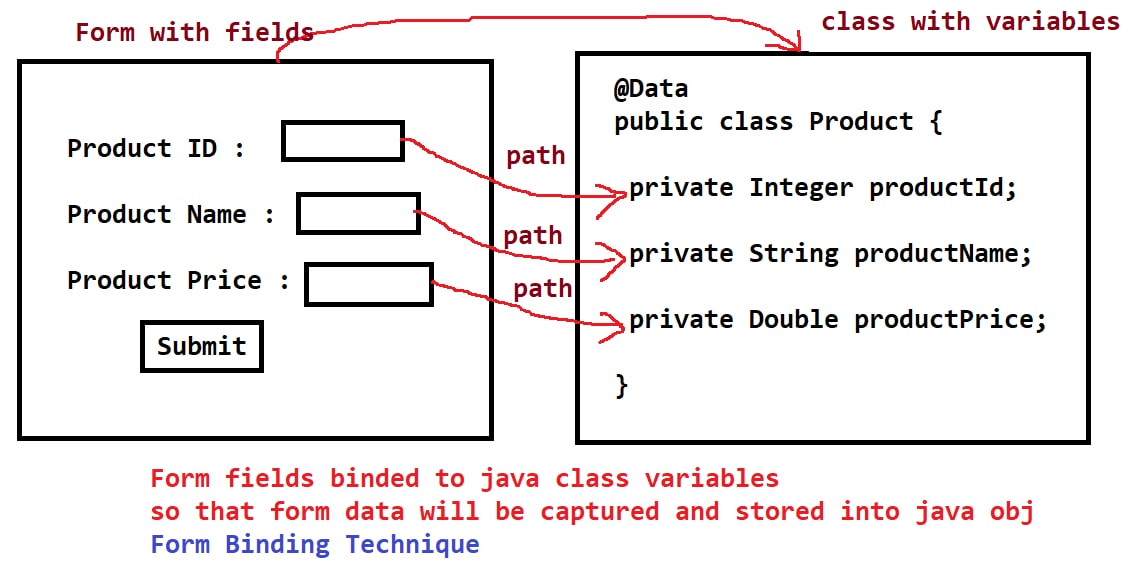 Form with fields
class with variables
Product ID :
Product Name :
Product Price :
Submit
path
path
path
@Data
public class Product {
private Integer productId;
private String productName;
private Double productPrice;
}
Form fields binded to java class variables
so that form data will be captured and stored into java obj
Form Binding Technique